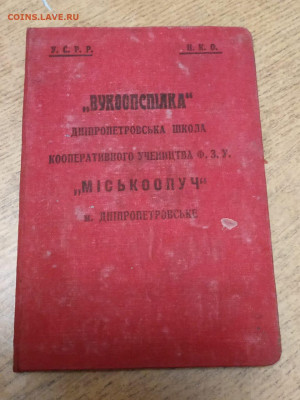 COINS.LAVE.RU
У.С.Р.Р. Н.К.О.
„ВУКООПСПІЛКА"
ДНІПРОПЕТРОВСЬКА ШКОЛА
КООПЕРАТИВНОГО УЧЕНИЦТВА Ф.З.У.
„МІСЬКООПУЧ"
м. ДНІПРОПЕТРОВСЬКЕ